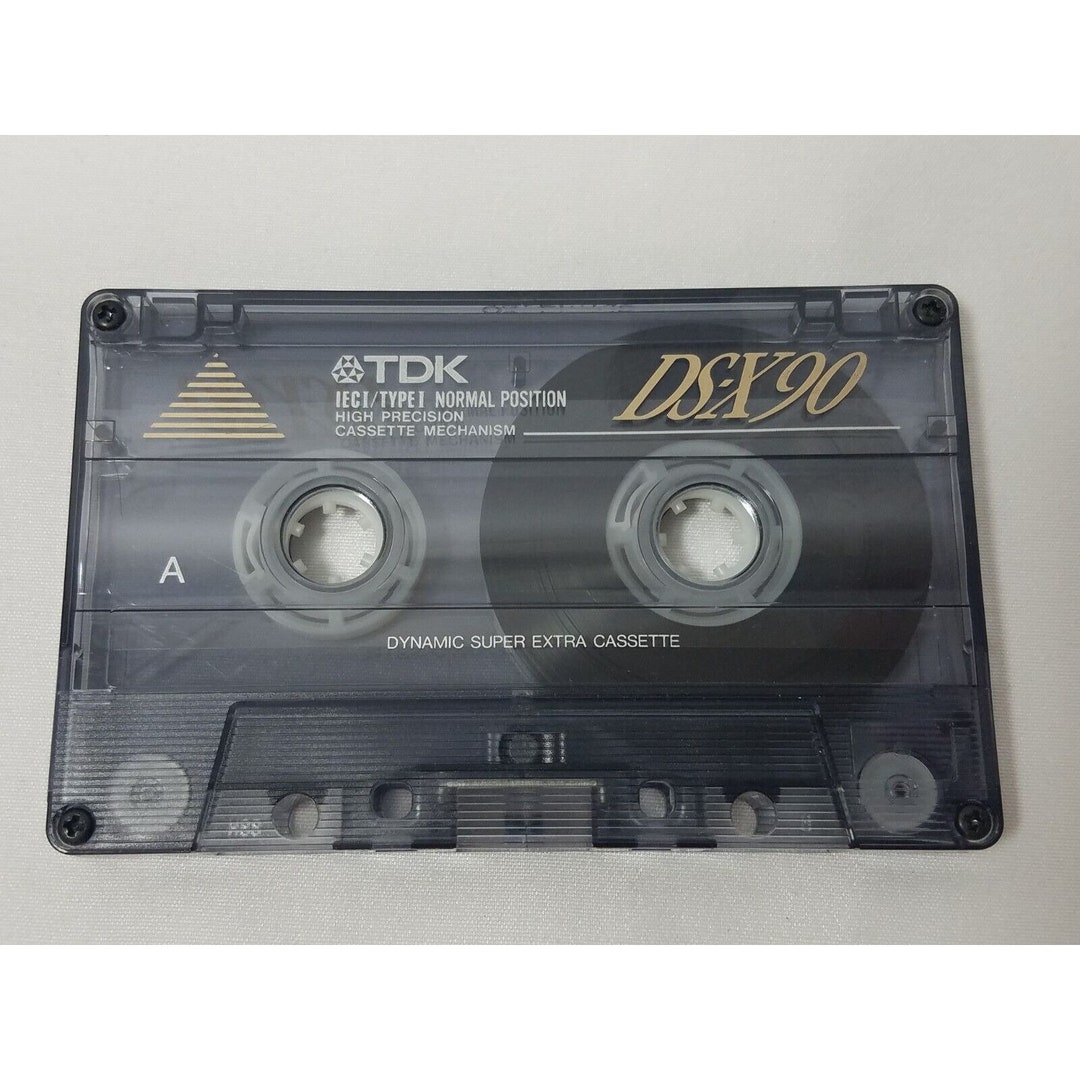 TDK
IECI/TYPEI NORMAL POSITION
HIGH PRECISION
CASSETTE MECHANISM
DS-X90
A
DYNAMIC SUPER EXTRA CASSETTE